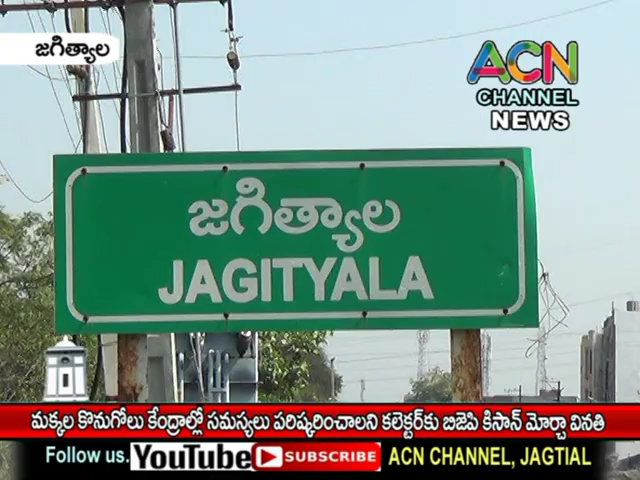 జగిత్యాల
ACN
CHANNEL
NEWS
జగిత్యాల
JAGITYALA
మక్కల కొనుగోలు కేంద్రాల్లో సమస్యలు పరిష్కరించాలని కలెక్టర్‌కు బిజెపి కిసాన్ మోర్చా వినతి
Follow us. YouTube SUBSCRIBE ACN CHANNEL, JAGTIAL